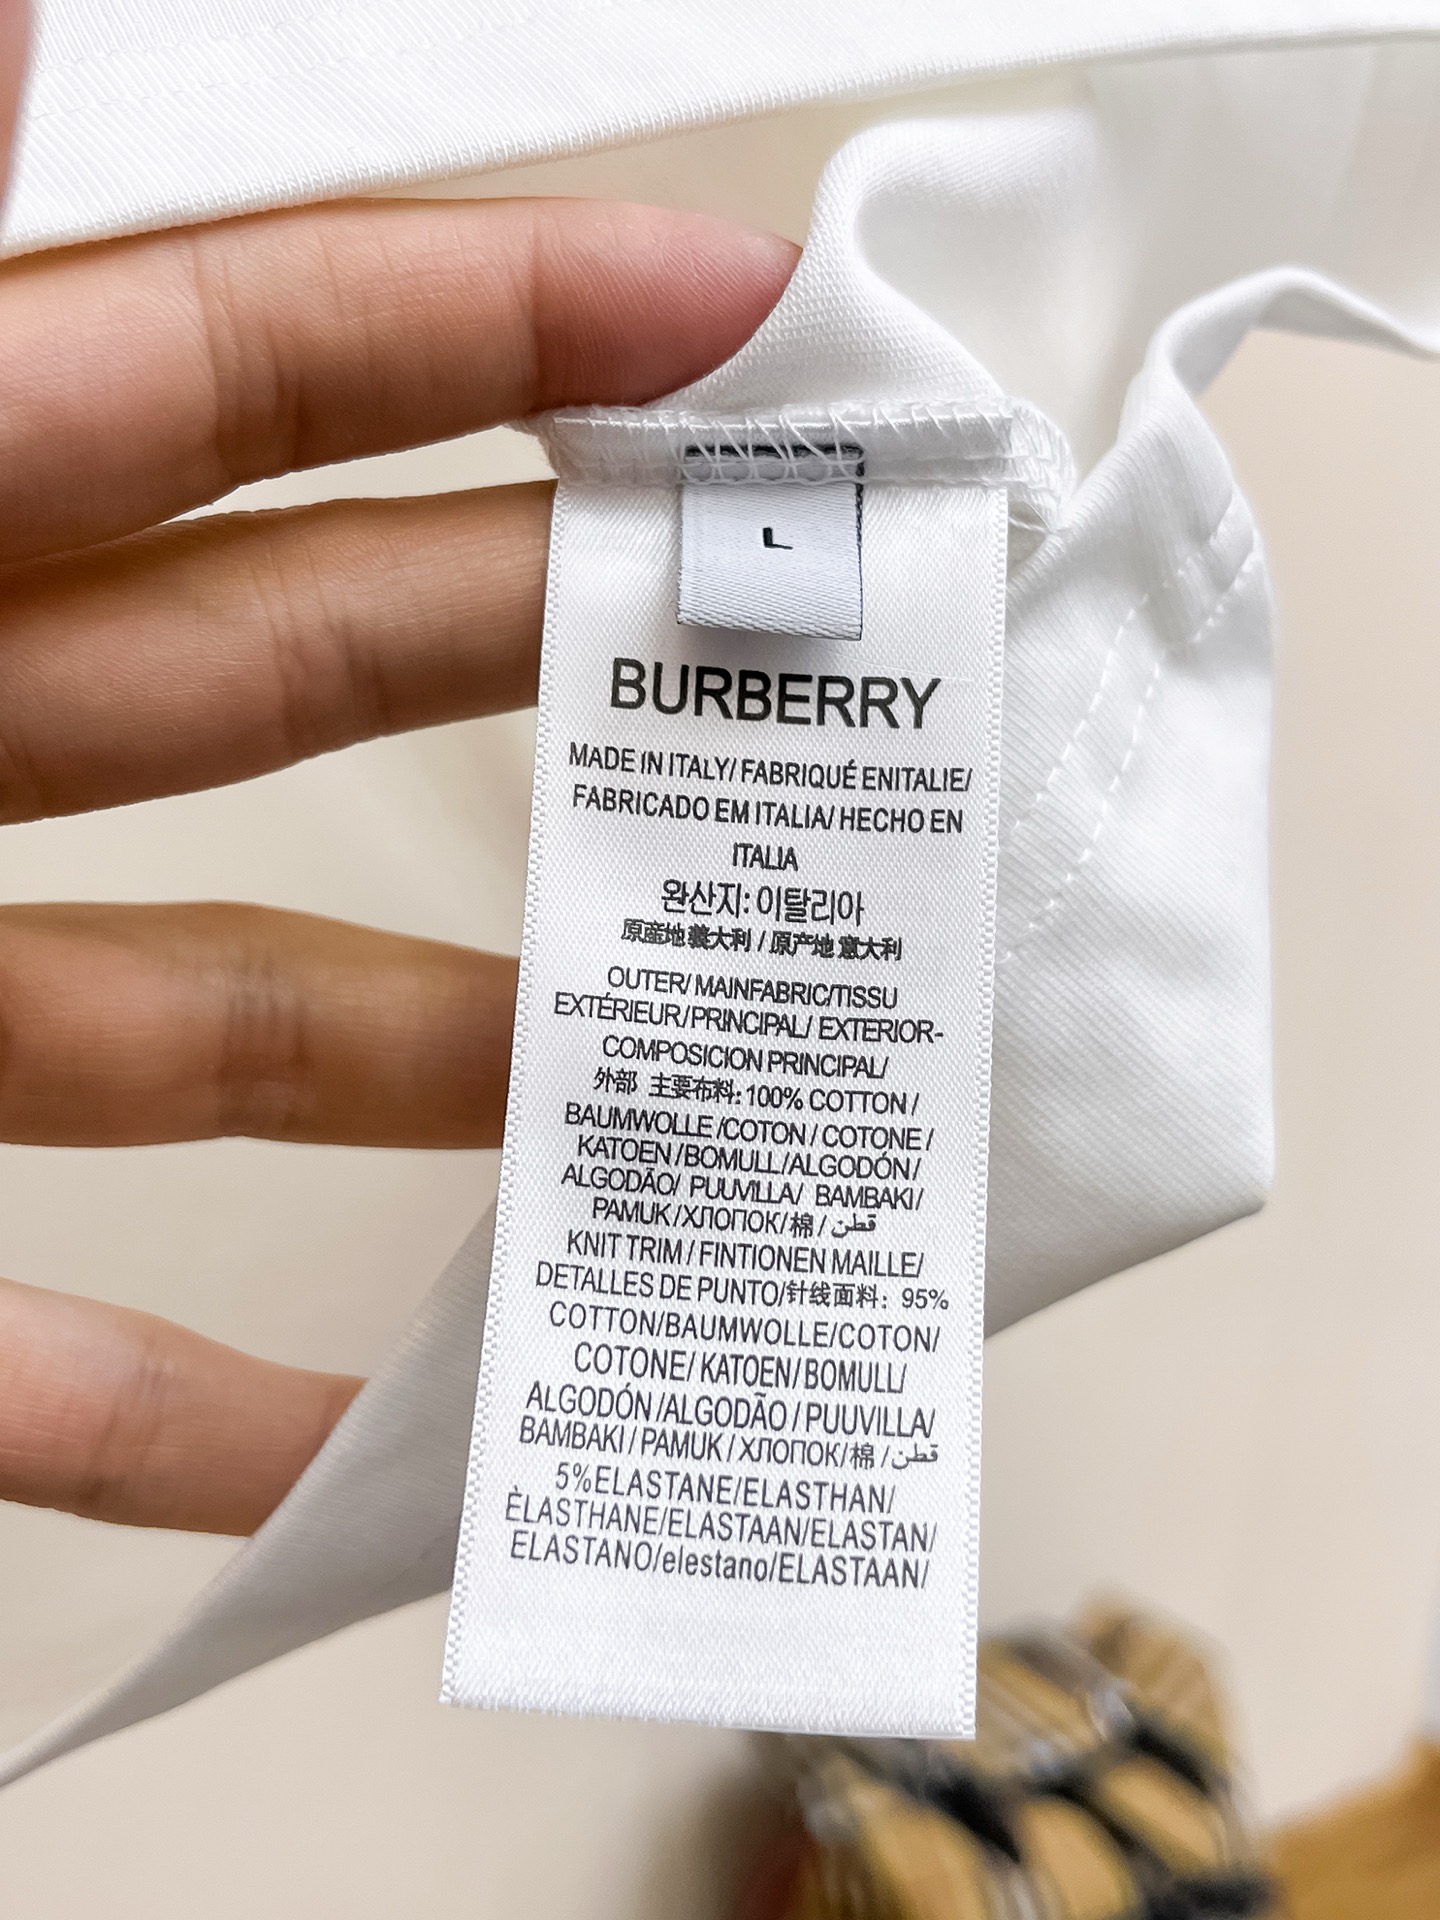 L
BURBERRY
MADE IN ITALY/ FABRIQUÉ ENITALIE/
FABRICADO EM ITALIA/ HECHO EN
ITALIA
완산지: 이탈리아
原産地 義大利 / 原产地 意大利
OUTER/ MAINFABRIC/TISSU
EXTÉRIEUR/PRINCIPAL/ EXTERIOR-
COMPOSICION PRINCIPAL/
外部 主要布料: 100% COTTON /
BAUMWOLLE /COTON / COTONE /
KATOEN /BOMULL/ALGODÓN/
ALGODÃO/ PUUVILLA/ BAMBAKI/
PAMUK /ХЛОПОК/棉 / قطن
KNIT TRIM / FINTIONEN MAILLE/
DETALLES DE PUNTO/针线面料: 95%
COTTON/BAUMWOLLE/COTON/
COTONE/ KATOEN/BOMULL/
ALGODÓN /ALGODÃO / PUUVILLA/
BAMBAKI / PAMUK / ХЛОПОК/棉 / قطن
5%ELASTANE/ELASTHAN/
ÈLASTHANE/ELASTAAN/ELASTAN/
ELASTANO/elestano/ELASTAAN/